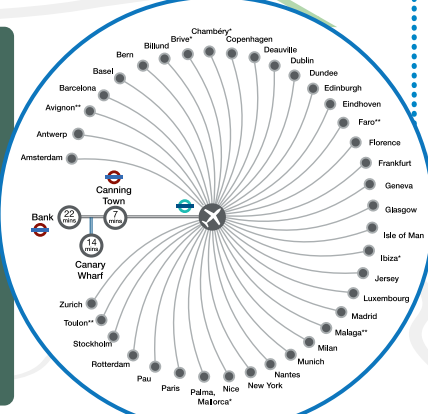 Chambéry*
Brive*
Copenhagen
Billund
Deauville
Bern
Dublin
Basel
Dundee
Barcelona
Edinburgh
Avignon**
Eindhoven
Faro**
Antwerp
Florence
Amsterdam
Frankfurt
Geneva
Canning
Town
Glasgow
Bank
22
mins
7
mins
Isle of Man
14
mins
Canary
Wharf
Ibiza*
Jersey
Zurich
Luxembourg
Toulon**
Madrid
Stockholm
Malaga**
Rotterdam
Milan
Munich
Pau
Nantes
Paris
New York
Palma,
Mallorca*
Nice